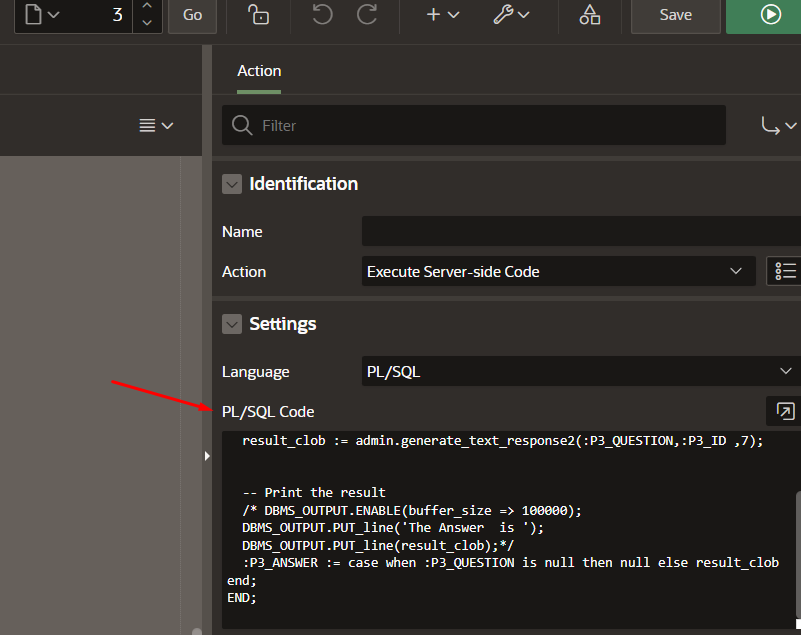 3 Go Save
Action
Filter
Identification
Name
Action Execute Server-side Code
Settings
Language PL/SQL
PL/SQL Code
result_clob := admin.generate_text_response2(:P3_QUESTION,:P3_ID ,7);
-- Print the result
/* DBMS_OUTPUT.ENABLE(buffer_size => 100000);
DBMS_OUTPUT.PUT_line('The Answer  is ');
DBMS_OUTPUT.PUT_line(result_clob);*/
:P3_ANSWER := case when :P3_QUESTION is null then null else result_clob
end;
END;